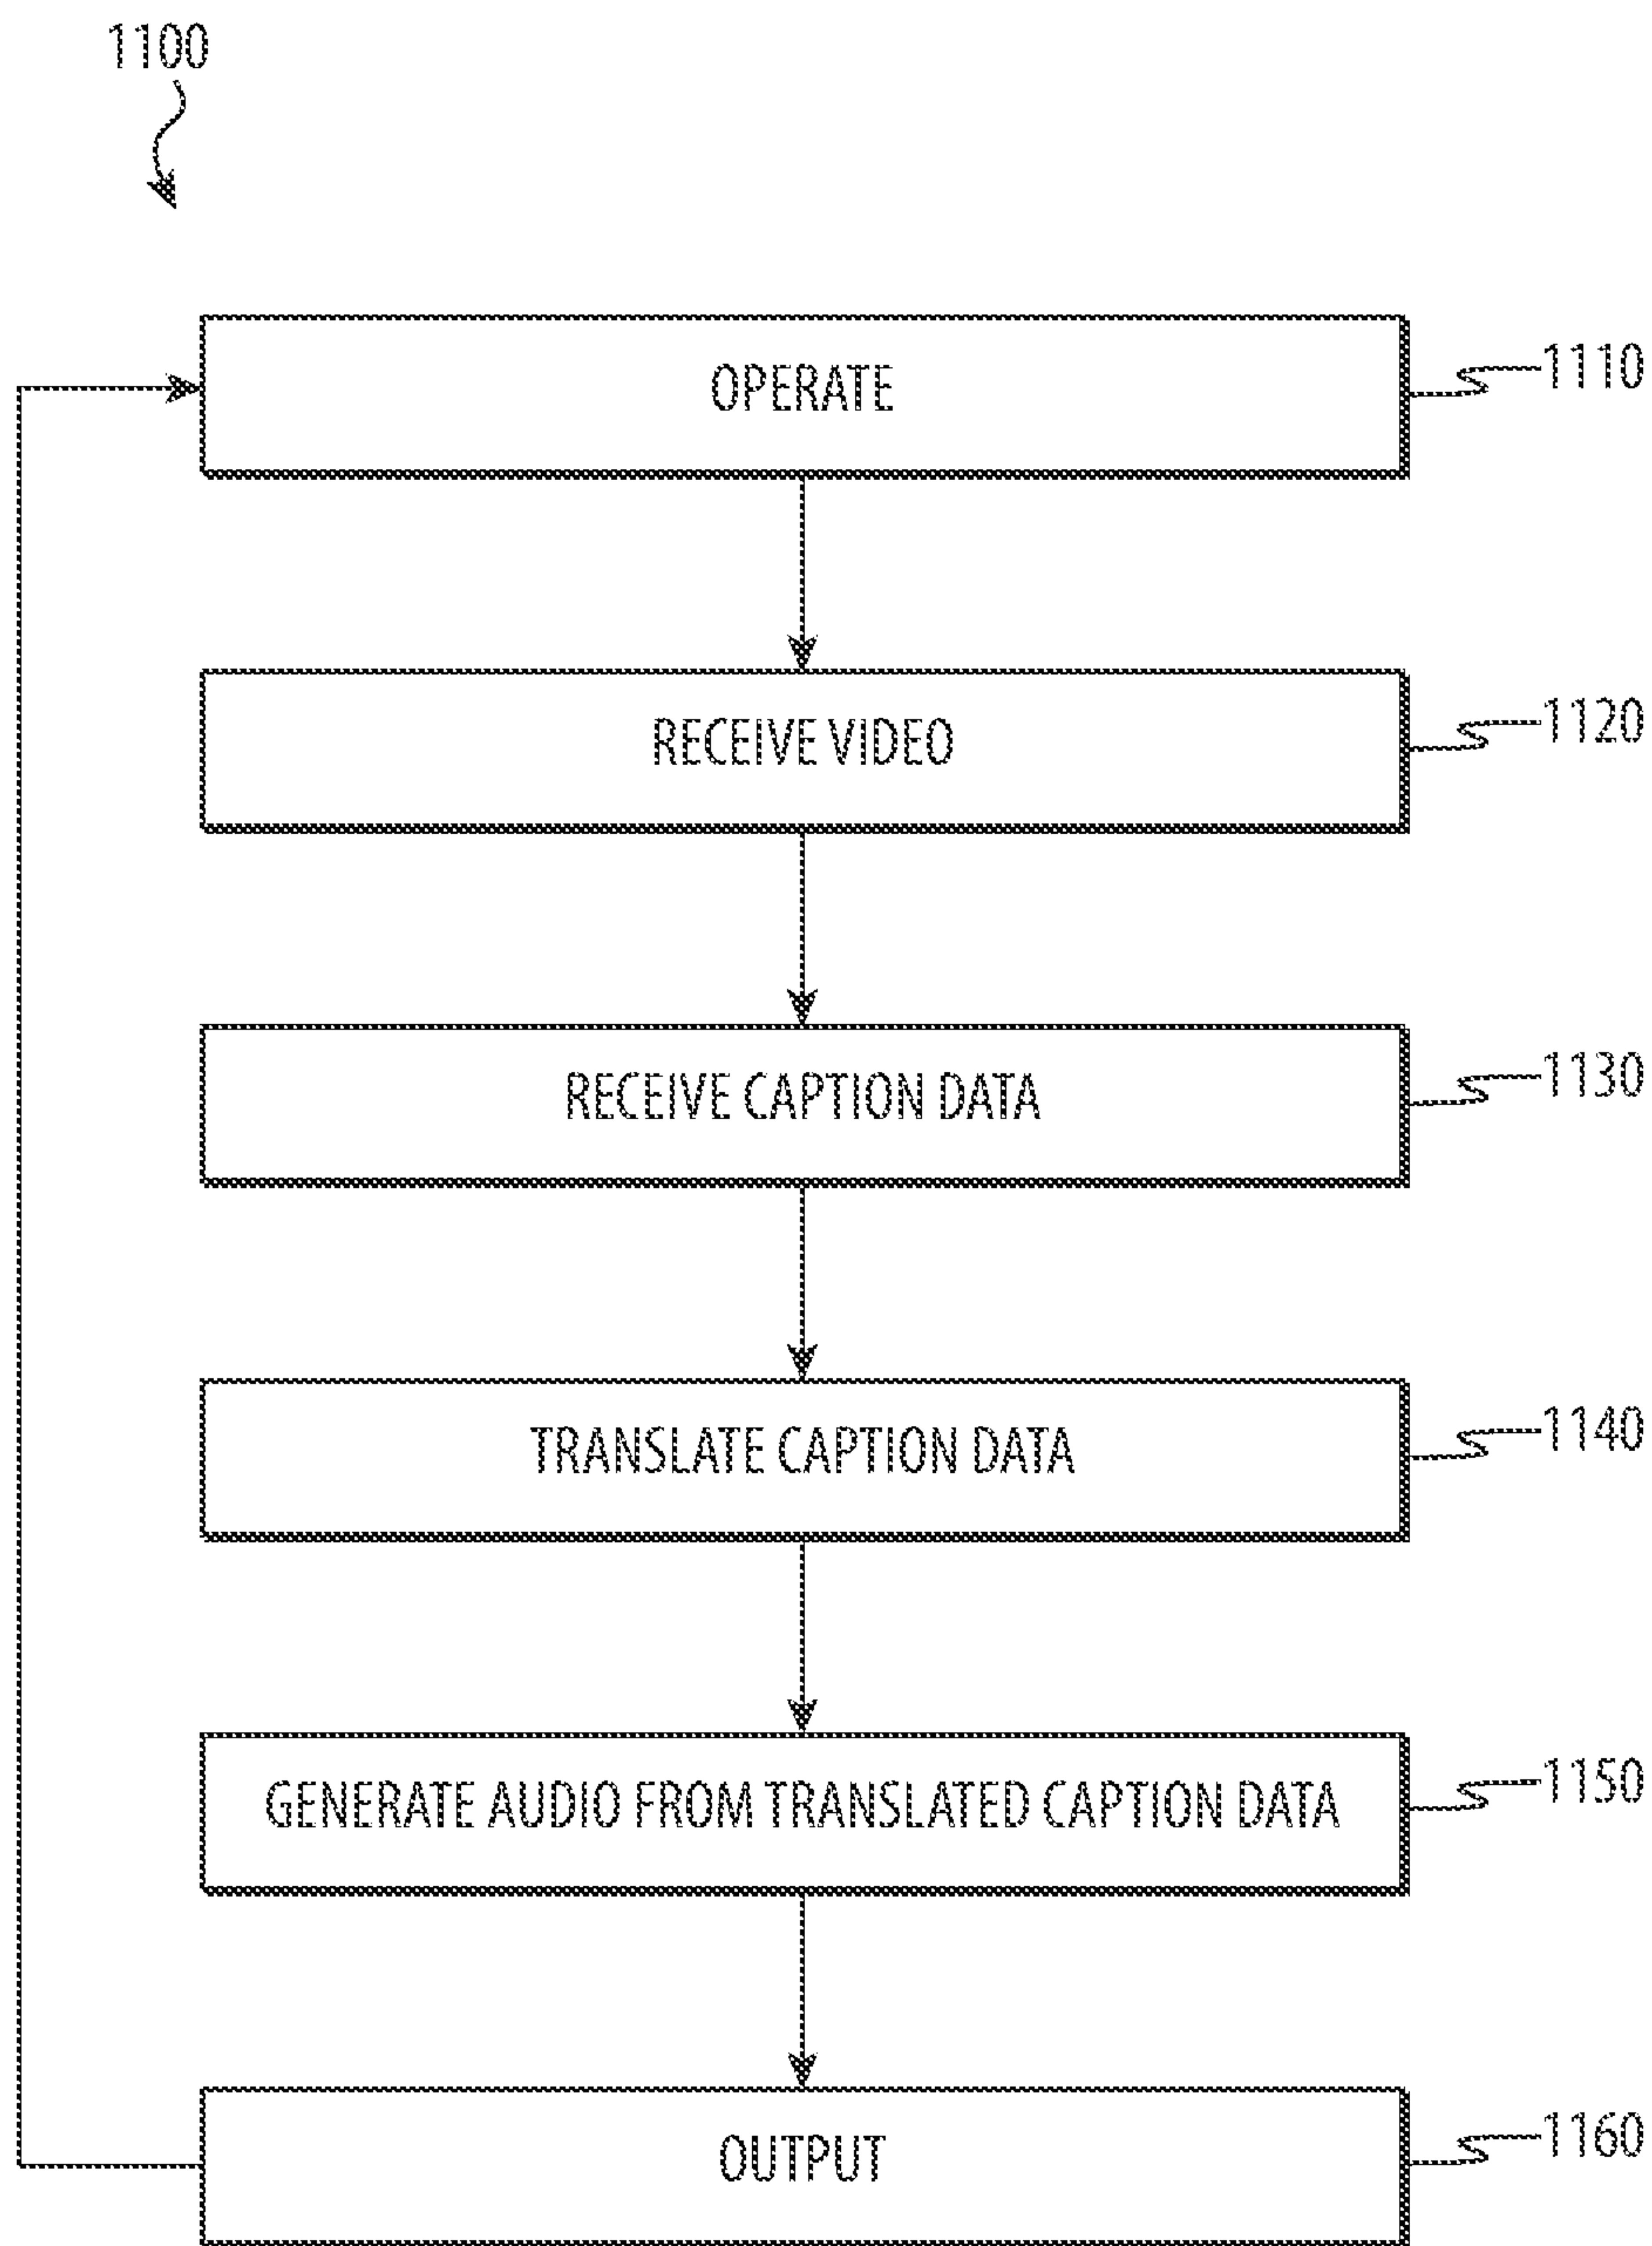 1100
OPERATE
1110
RECEIVE VIDEO
1120
RECEIVE CAPTION DATA
1130
TRANSLATE CAPTION DATA
1140
GENERATE AUDIO FROM TRANSLATED CAPTION DATA
1150
OUTPUT
1160